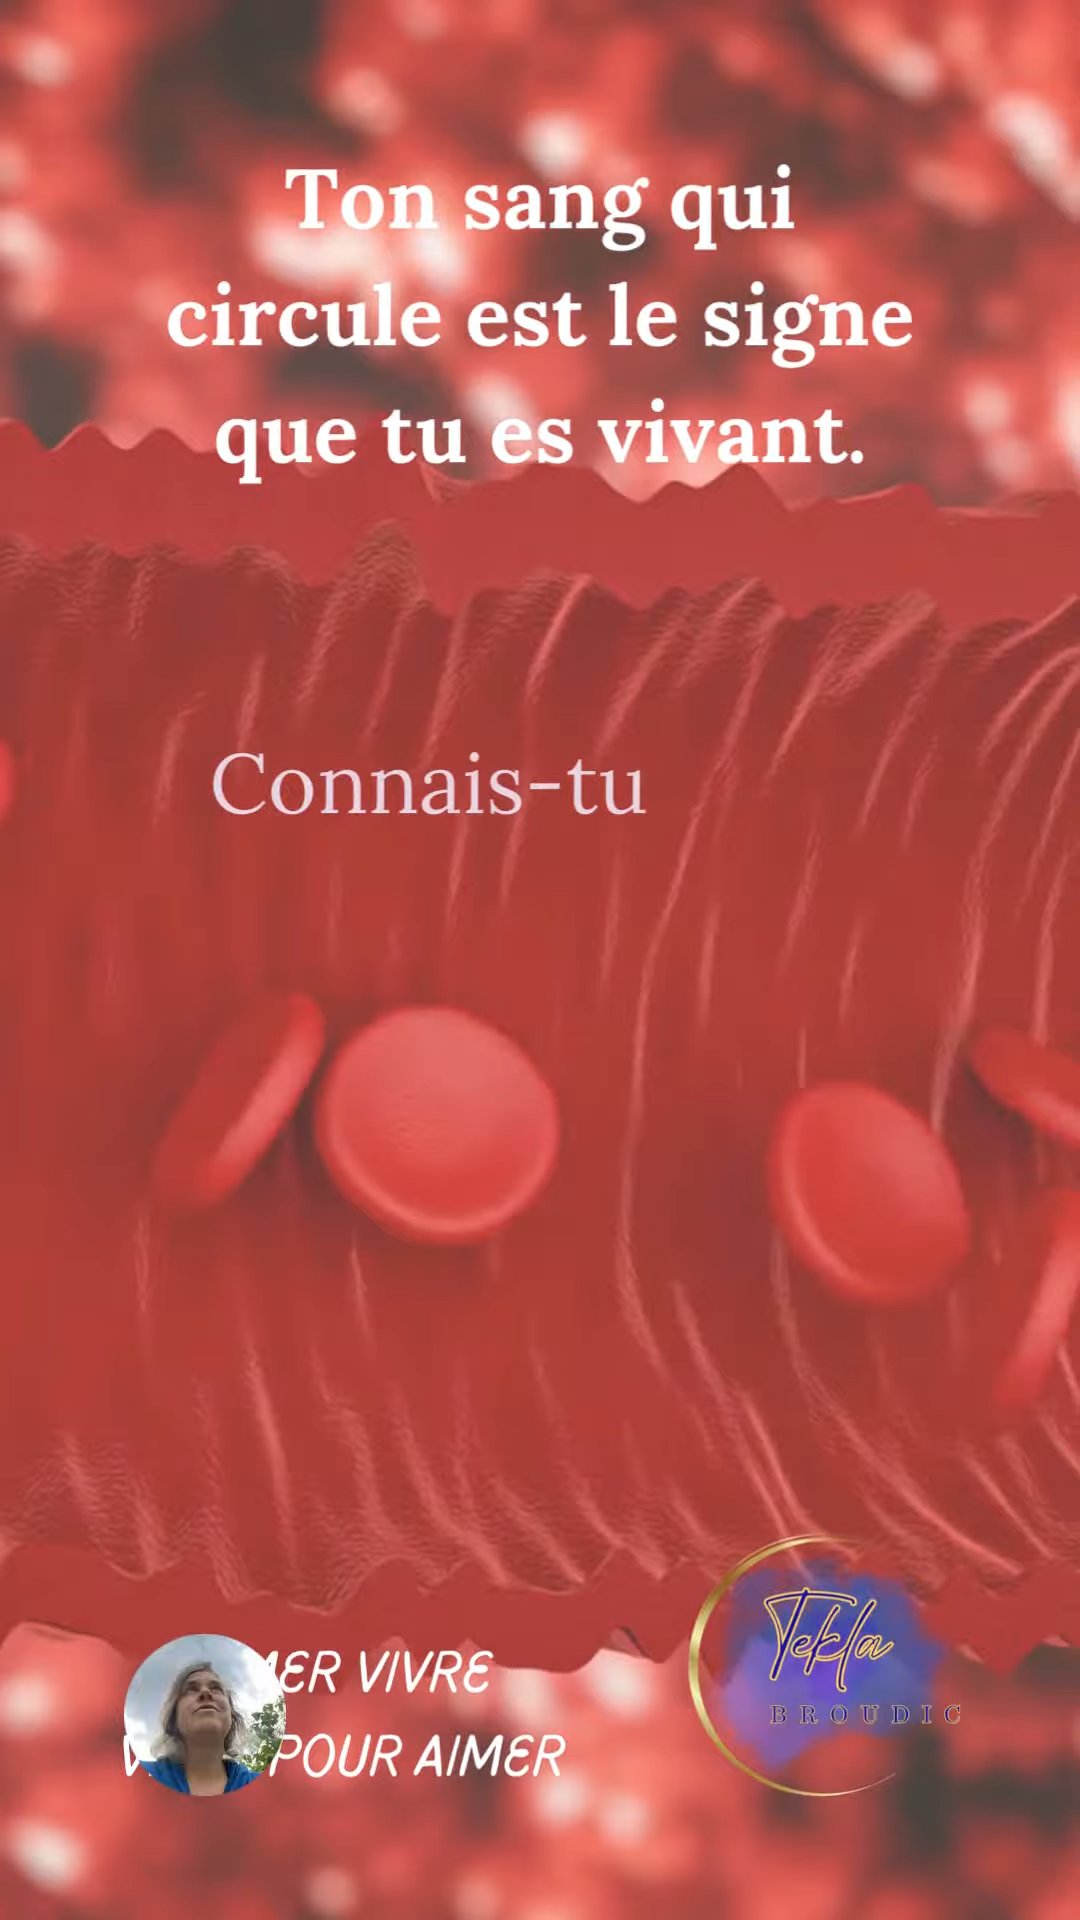 Ton sang qui
circule est le signe
que tu es vivant.
Connais-tu
VIVRE
POUR AIMER
Tekla
BROUDIC